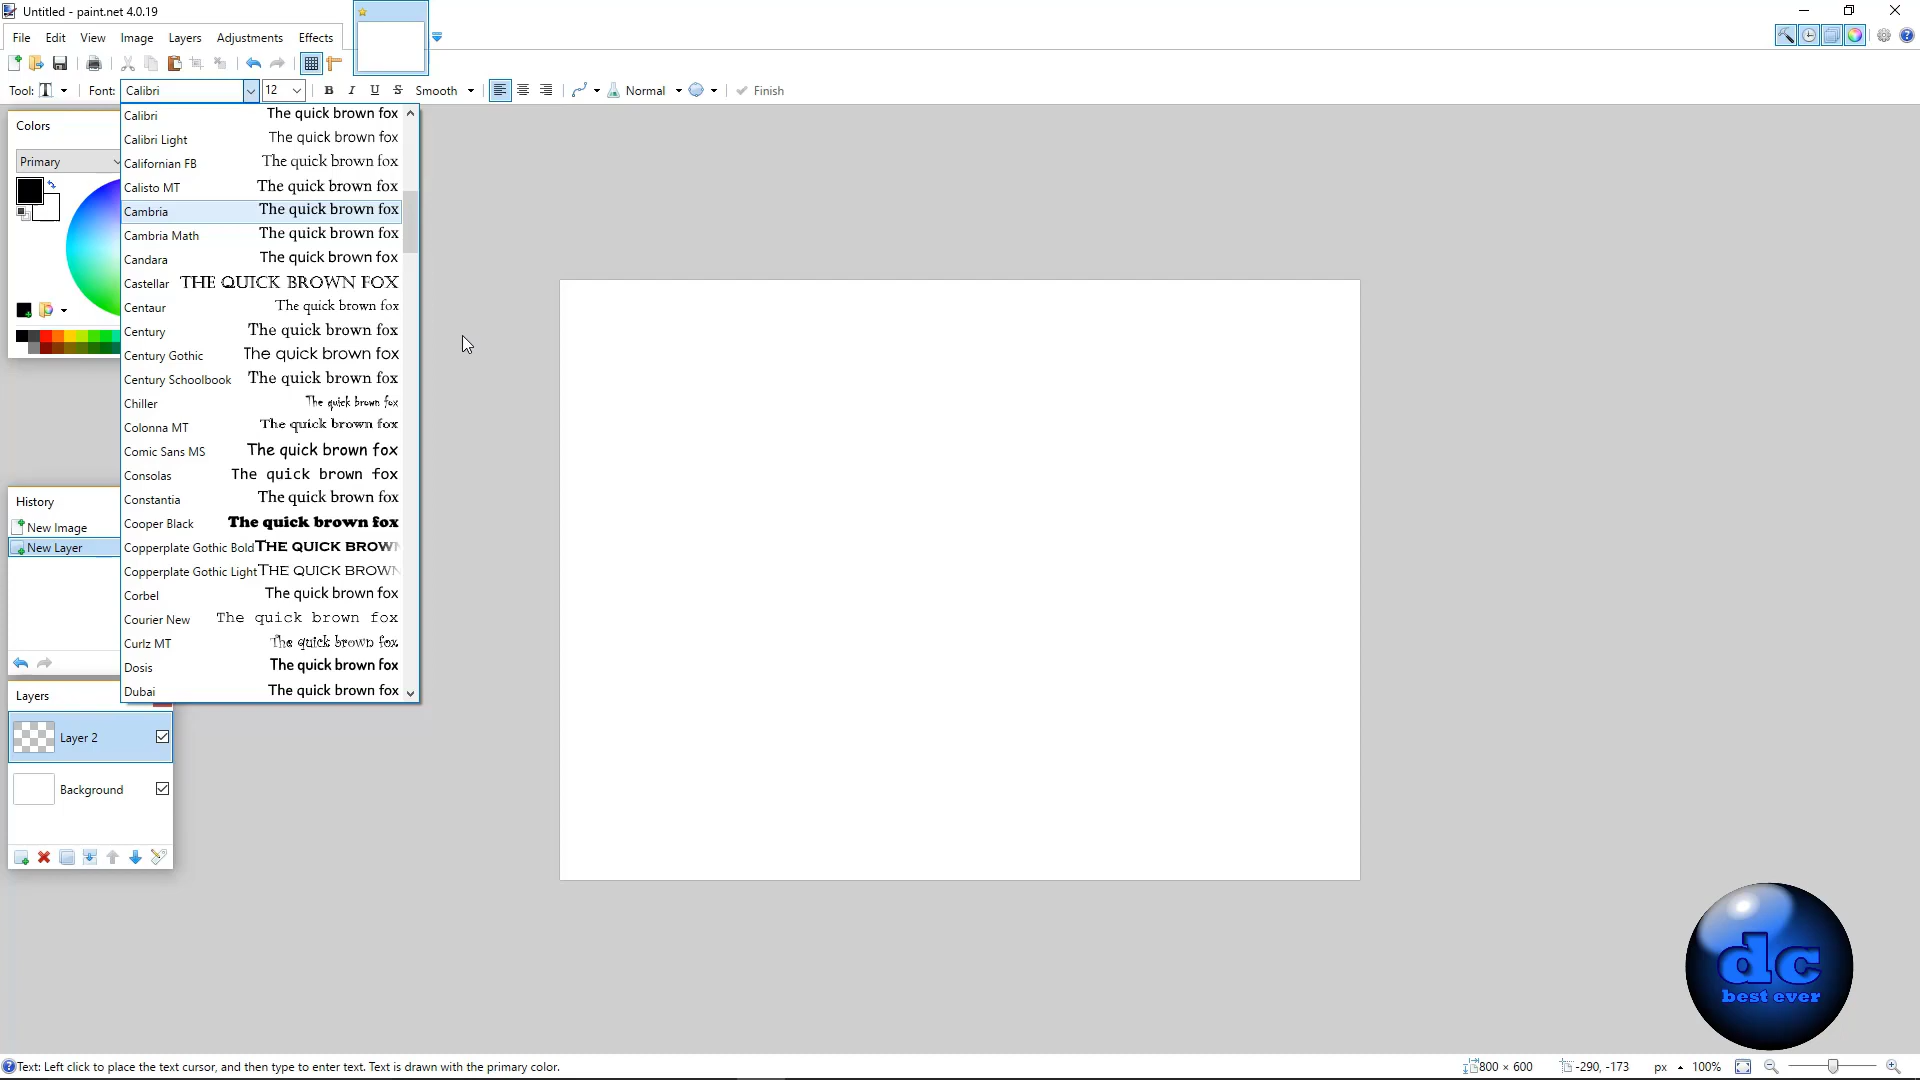 Untitled - paint.net 4.0.19
File Edit View Image Layers Adjustments Effects
Tool: T Font: Calibri 12 B I U S Smooth Normal Finish
Colors
Primary
Calibri The quick brown fox
Calibri Light The quick brown fox
Californian FB The quick brown fox
Calisto MT The quick brown fox
Cambria The quick brown fox
Cambria Math The quick brown fox
Candara The quick brown fox
Castellar THE QUICK BROWN FOX
Centaur The quick brown fox
Century The quick brown fox
Century Gothic The quick brown fox
Century Schoolbook The quick brown fox
Chiller The quick brown fox
Colonna MT The quick brown fox
Comic Sans MS The quick brown fox
Consolas The quick brown fox
Constantia The quick brown fox
Cooper Black The quick brown fox
Copperplate Gothic Bold THE QUICK BROWN
Copperplate Gothic Light THE QUICK BROWN
Corbel The quick brown fox
Courier New The quick brown fox
Curlz MT The quick brown fox
Dosis The quick brown fox
Dubai The quick brown fox
History
New Image
New Layer
Layers
Layer 2
Background
dc
best ever
Text: Left click to place the text cursor, and then type to enter text. Text is drawn with the primary color.
800 × 600 -290, -173 px 100%